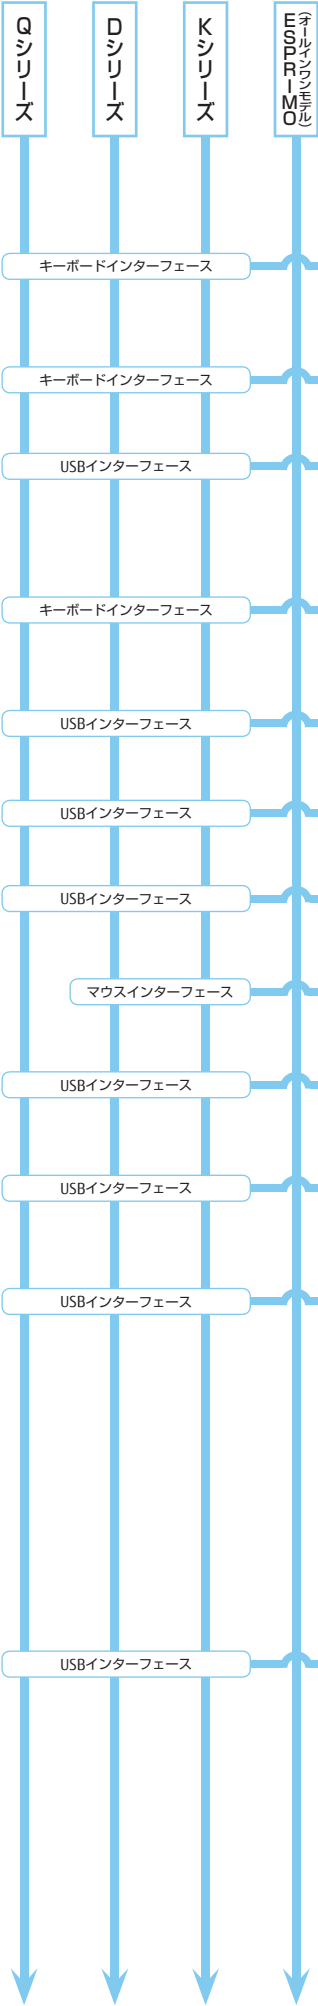 Qシリーズ
Dシリーズ
Kシリーズ
ESPRIMO
(オールインワンモデル)
キーボードインターフェース
キーボードインターフェース
USBインターフェース
キーボードインターフェース
USBインターフェース
USBインターフェース
USBインターフェース
マウスインターフェース
USBインターフェース
USBインターフェース
USBインターフェース
USBインターフェース